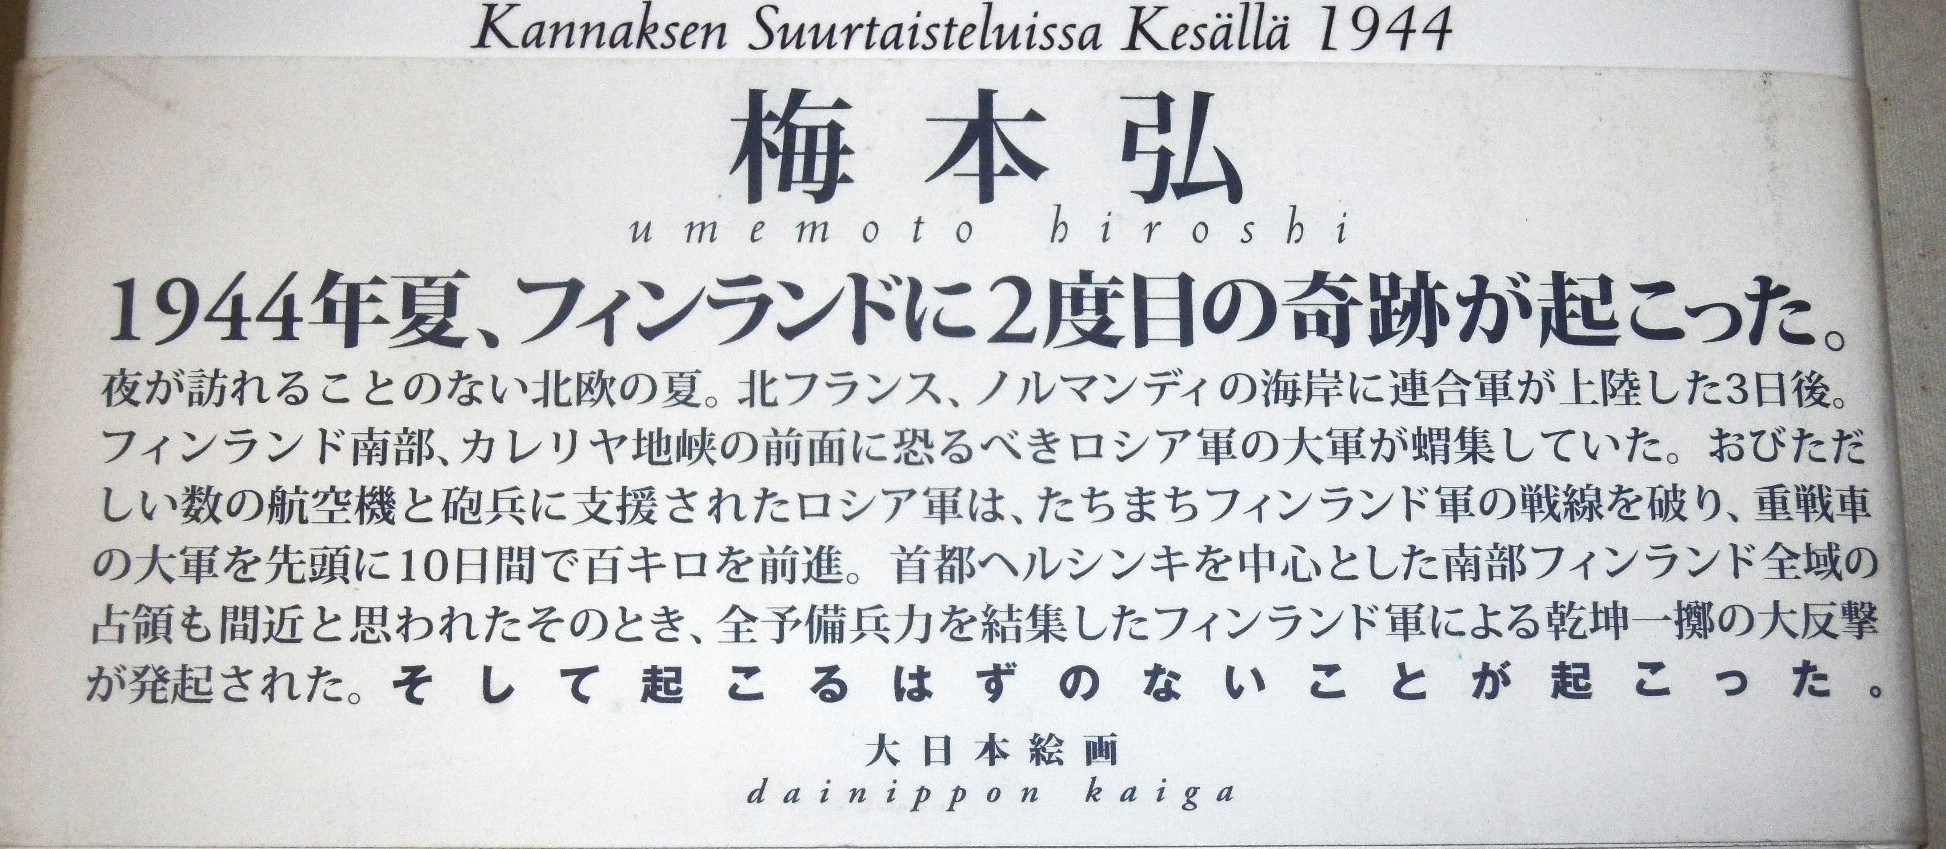 Kannaksen Suurtaisteluissa Kesällä 1944
梅本弘
umemoto hiroshi
1944年夏、フィンランドに2度目の奇跡が起こった。
夜が訪れることのない北欧の夏。北フランス、ノルマンディの海岸に連合軍が上陸した3日後。
フィンランド南部、カレリヤ地峡の前面に恐るべきロシア軍の大軍が蝟集していた。おびただ
しい数の航空機と砲兵に支援されたロシア軍は、たちまちフィンランド軍の戦線を破り、重戦車
の大軍を先頭に10日間で百キロを前進。首都ヘルシンキを中心とした南部フィンランド全域の
占領も間近と思われたそのとき、全予備兵力を結集したフィンランド軍による乾坤一擲の大反撃
が発起された。そして起こるはずのないことが起こった。
大日本絵画
dainippon kaiga